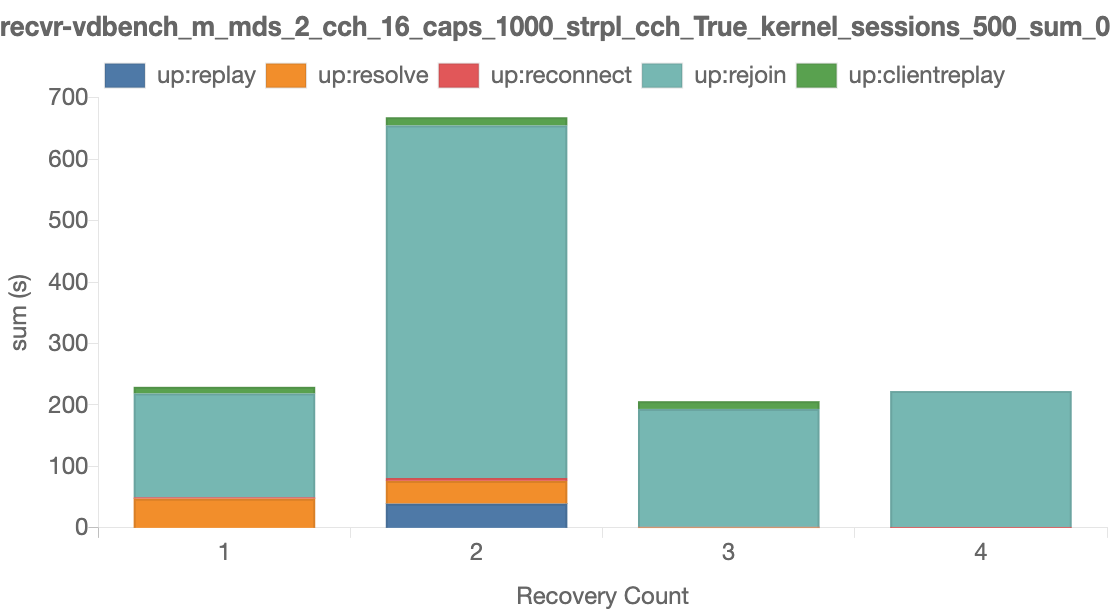 recvr-vdbench_m_mds_2_cch_16_caps_1000_strpl_cch_True_kernel_sessions_500_sum_0
up:replay up:resolve up:reconnect up:rejoin up:clientreplay
700
600
500
400
300
200
100
0
sum (s)
1 2 3 4
Recovery Count